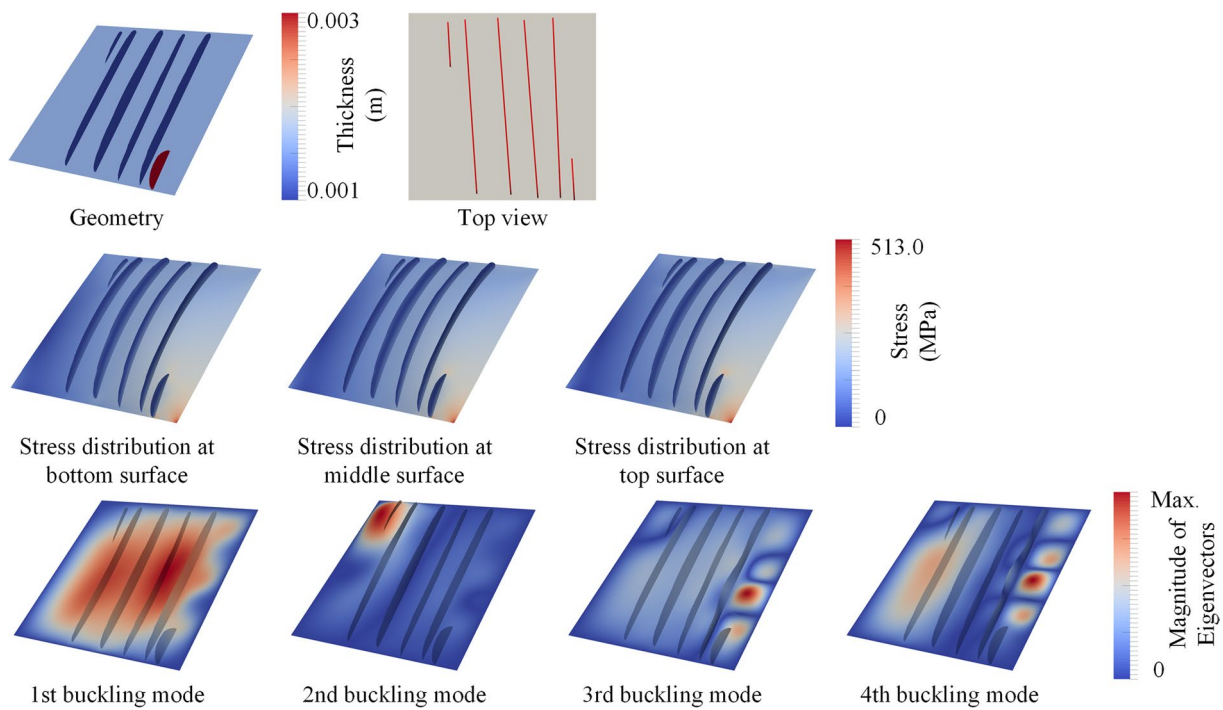 0.003
Thickness
(m)
0.001
Geometry
Top view
513.0
Stress
(MPa)
0
Stress distribution at
bottom surface
Stress distribution at
middle surface
Stress distribution at
top surface
Max.
Magnitude of
Eigenvectors
0
1st buckling mode
2nd buckling mode
3rd buckling mode
4th buckling mode